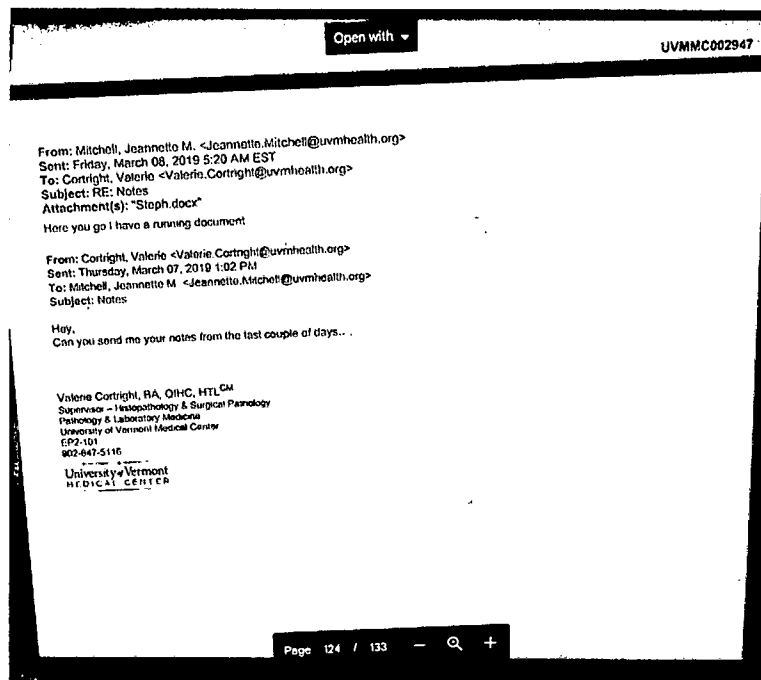 Open with
UVMMC002947
From: Mitchell, Jeannette M. <Jeannette.Mitchell@uvmhealth.org>
Sent: Friday, March 08, 2019 5:20 AM EST
To: Cortright, Valerie <Valerie.Cortright@uvmhealth.org>
Subject: RE: Notes
Attachment(s): "Steph.docx"
Here you go I have a running document
From: Cortright, Valerie <Valerie.Cortright@uvmhealth.org>
Sent: Thursday, March 07, 2019 1:02 PM
To: Mitchell, Jeannette M. <Jeannette.Mitchell@uvmhealth.org>
Subject: Notes
Hey,
Can you send me your notes from the last couple of days...
Valerie Cortright, BA, QIHC, HTL CM
Supervisor – Histopathology & Surgical Pathology
Pathology & Laboratory Medicine
University of Vermont Medical Center
EP2-101
802-847-5116
University of Vermont
MEDICAL CENTER
Page 124 / 133 — +